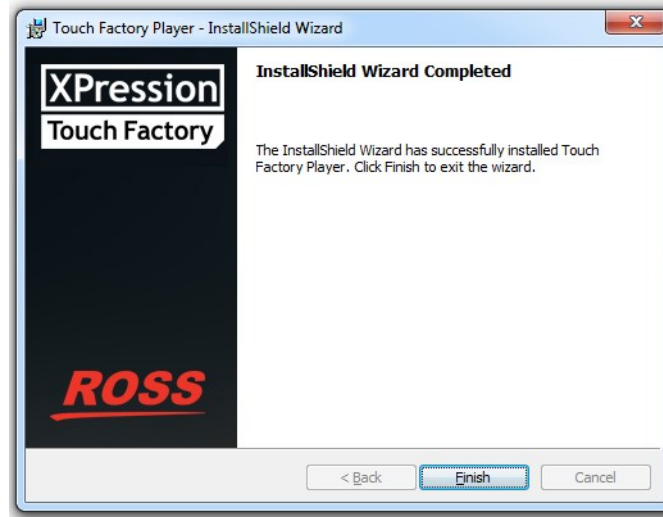 Touch Factory Player - InstallShield Wizard
XPression
Touch Factory
InstallShield Wizard Completed
The InstallShield Wizard has successfully installed Touch
Factory Player. Click Finish to exit the wizard.
ROSS
< Back
Finish
Cancel